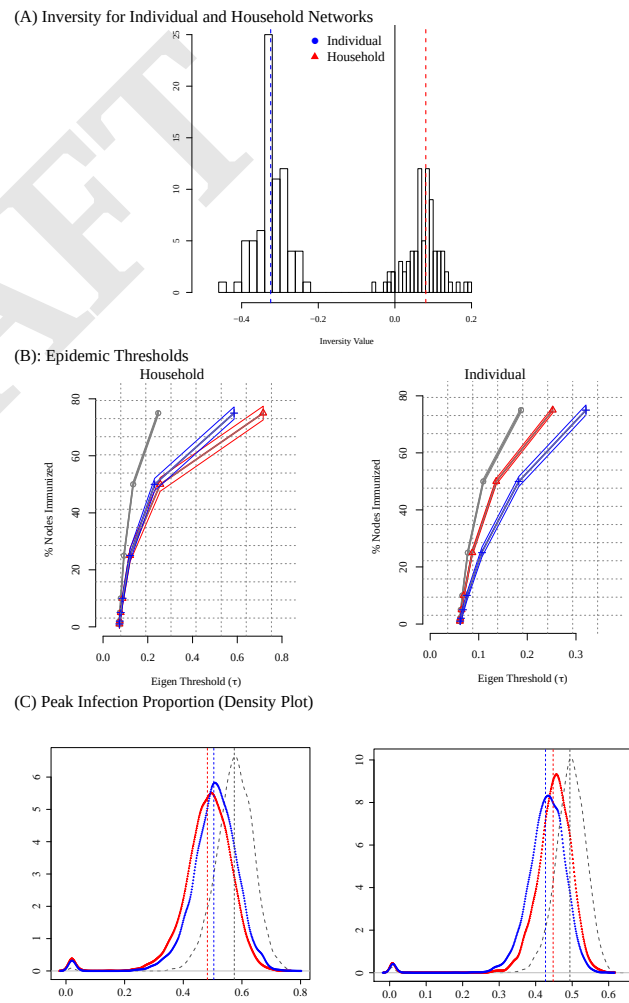 (A) Inversity for Individual and Household Networks
AFT
Individual
Household
0 5 10 15 20 25
−0.4 −0.2 0.0 0.2
Inversity Value
(B): Epidemic Thresholds
Household
% Nodes Immunized
0 20 40 60 80
0.0 0.2 0.4 0.6 0.8
Eigen Threshold (τ)
Individual
% Nodes Immunized
0 20 40 60 80
0.0 0.1 0.2 0.3
Eigen Threshold (τ)
(C) Peak Infection Proportion (Density Plot)
0 1 2 3 4 5 6
0.0 0.2 0.4 0.6 0.8
0 2 4 6 8 10
0.0 0.1 0.2 0.3 0.4 0.5 0.6